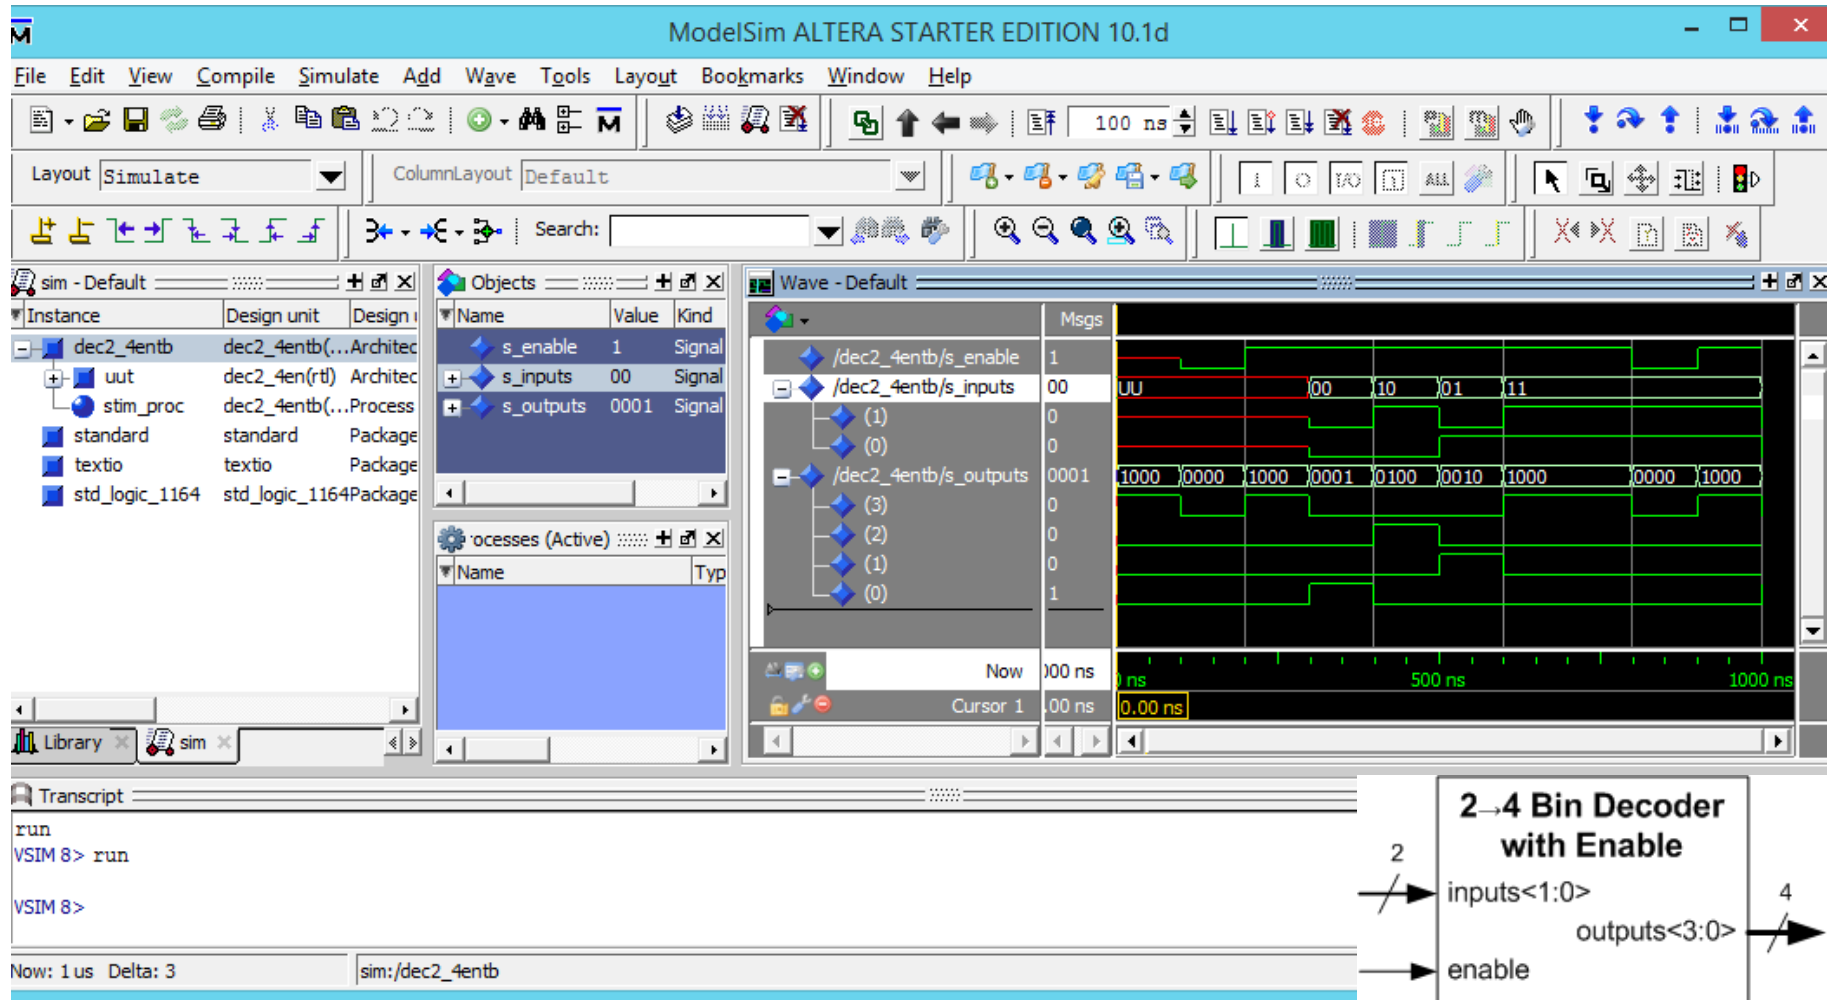 ModelSim ALTERA STARTER EDITION 10.1d
File Edit View Compile Simulate Add Wave Tools Layout Bookmarks Window Help
100 ns
Layout Simulate ColumnLayout Default
Search:
sim - Default
Instance Design unit Design
dec2_4entb dec2_4entb(... Architec
uut dec2_4en(rtl) Architec
stim_proc dec2_4entb(... Process
standard standard Package
textio textio Package
std_logic_1164 std_logic_1164 Package
Library sim
Objects
Name Value Kind
s_enable 1 Signal
s_inputs 00 Signal
s_outputs 0001 Signal
ocesses (Active)
Name Typ
Wave - Default
Msgs
/dec2_4entb/s_enable 1
/dec2_4entb/s_inputs 00 UU 00 10 01 11
(1) 0
(0) 0
/dec2_4entb/s_outputs 0001 1000 0000 1000 0001 0100 0010 1000 0000 1000
(3) 0
(2) 0
(1) 0
(0) 1
Now 000 ns ns 500 ns 1000 ns
Cursor 1 .00 ns 0.00 ns
Transcript
run
VSIM 8> run
VSIM 8>
Now: 1 us Delta: 3 sim:/dec2_4entb
2→4 Bin Decoder
with Enable
2
inputs<1:0>
4
outputs<3:0>
enable